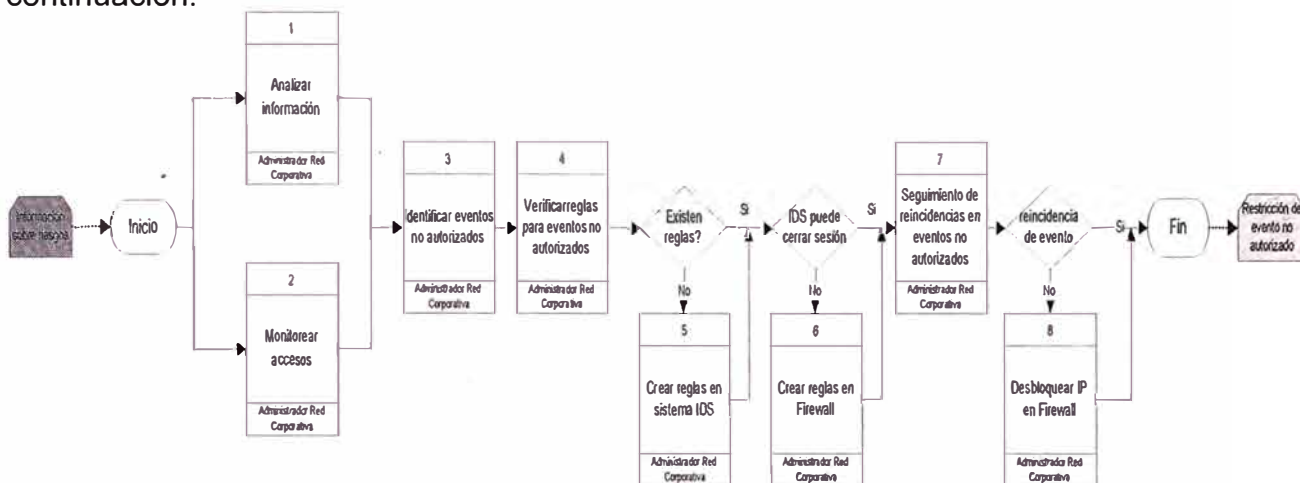 continuación:
1
Analizar
información
Administrador Red
Corporativa
2
Monitorear
accesos
Administrador Red
Corporativa
Información
sobre riesgos
Inicio
3
Identificar eventos
no autorizados
Administrador Red
Corporativa
4
Verificarreglas
para eventos no
autorizados
Administrador Red
Corporativa
Existen
reglas?
Si
No
5
Crear reglas en
sistema IDS
Administrador Red
Corporativa
IDS puede
cerrar sesión
Si
No
6
Crear reglas en
Firewall
Administrador Red
Corporativa
7
Seguimiento de
reincidencias en
eventos no
autorizados
Administrador Red
Corporativa
reincidencia
de evento
Si
No
8
Desbloquear IP
en Firewall
Administrador Red
Corporativa
Fin
Restricción de
evento no
autorizado